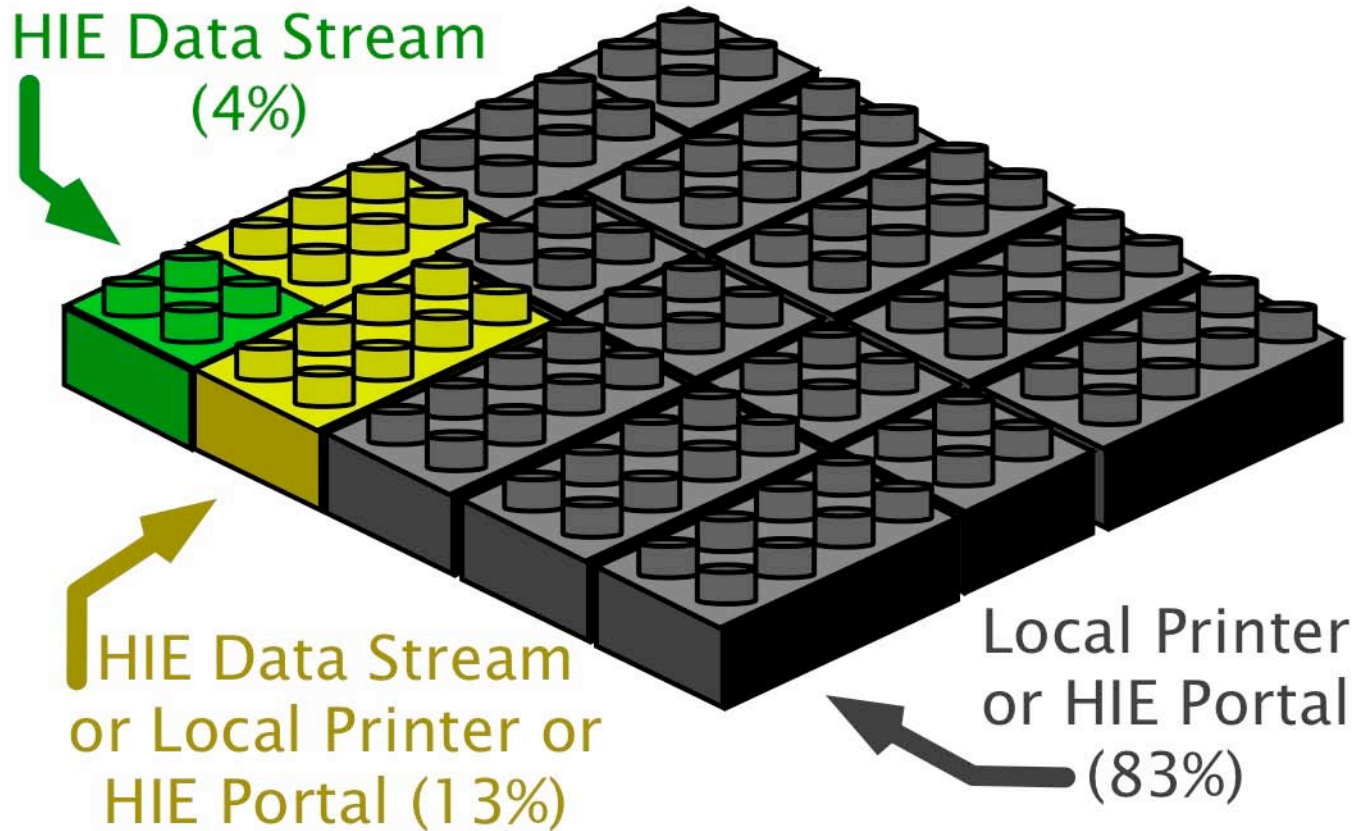 HIE Data Stream
(4%)
HIE Data Stream
or Local Printer or
HIE Portal (13%)
Local Printer
or HIE Portal
(83%)